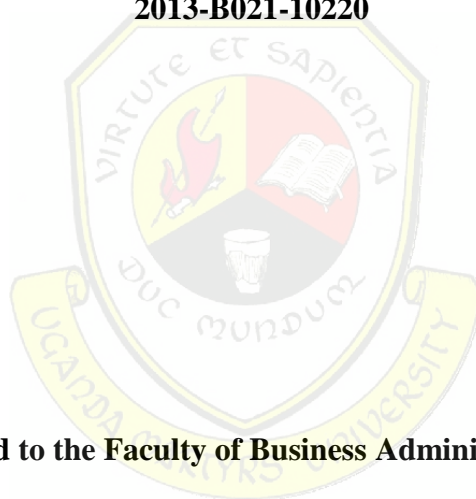 2013-B021-10220
VIRTUTE ET SAPIENTIA
DUC MUNDUM
UGANDA MARTYRS UNIVERSITY
d to the Faculty of Business Admini